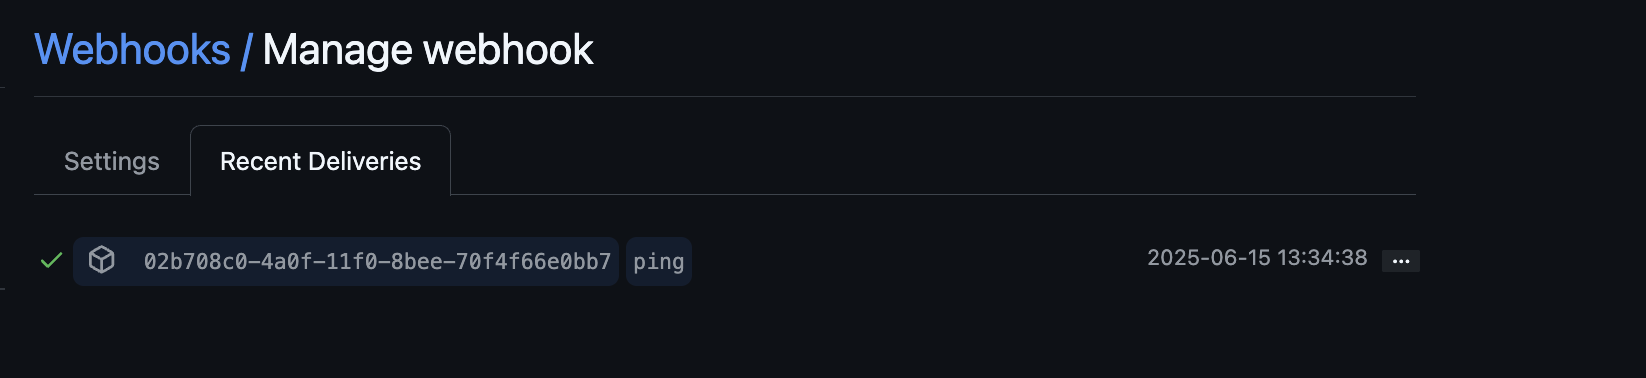 Webhooks / Manage webhook
Settings Recent Deliveries
02b708c0-4a0f-11f0-8bee-70f4f66e0bb7 ping 2025-06-15 13:34:38 ...